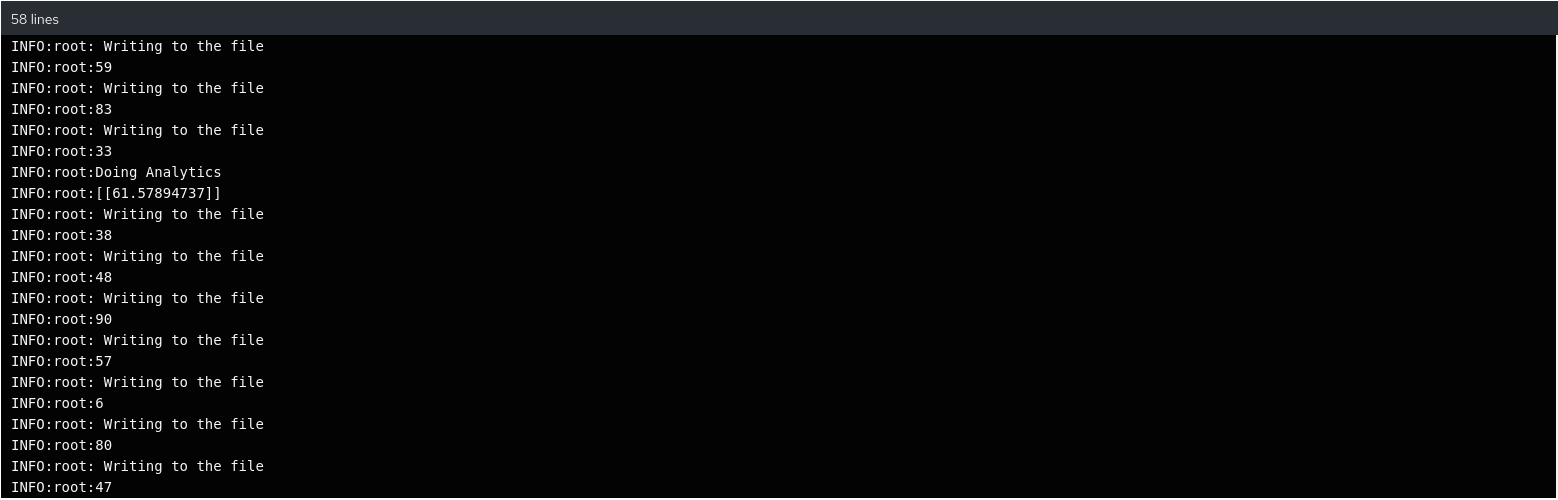 58 lines
INFO:root: Writing to the file
INFO:root:59
INFO:root: Writing to the file
INFO:root:83
INFO:root: Writing to the file
INFO:root:33
INFO:root:Doing Analytics
INFO:root:[[61.57894737]]
INFO:root: Writing to the file
INFO:root:38
INFO:root: Writing to the file
INFO:root:48
INFO:root: Writing to the file
INFO:root:90
INFO:root: Writing to the file
INFO:root:57
INFO:root: Writing to the file
INFO:root:6
INFO:root: Writing to the file
INFO:root:80
INFO:root: Writing to the file
INFO:root:47